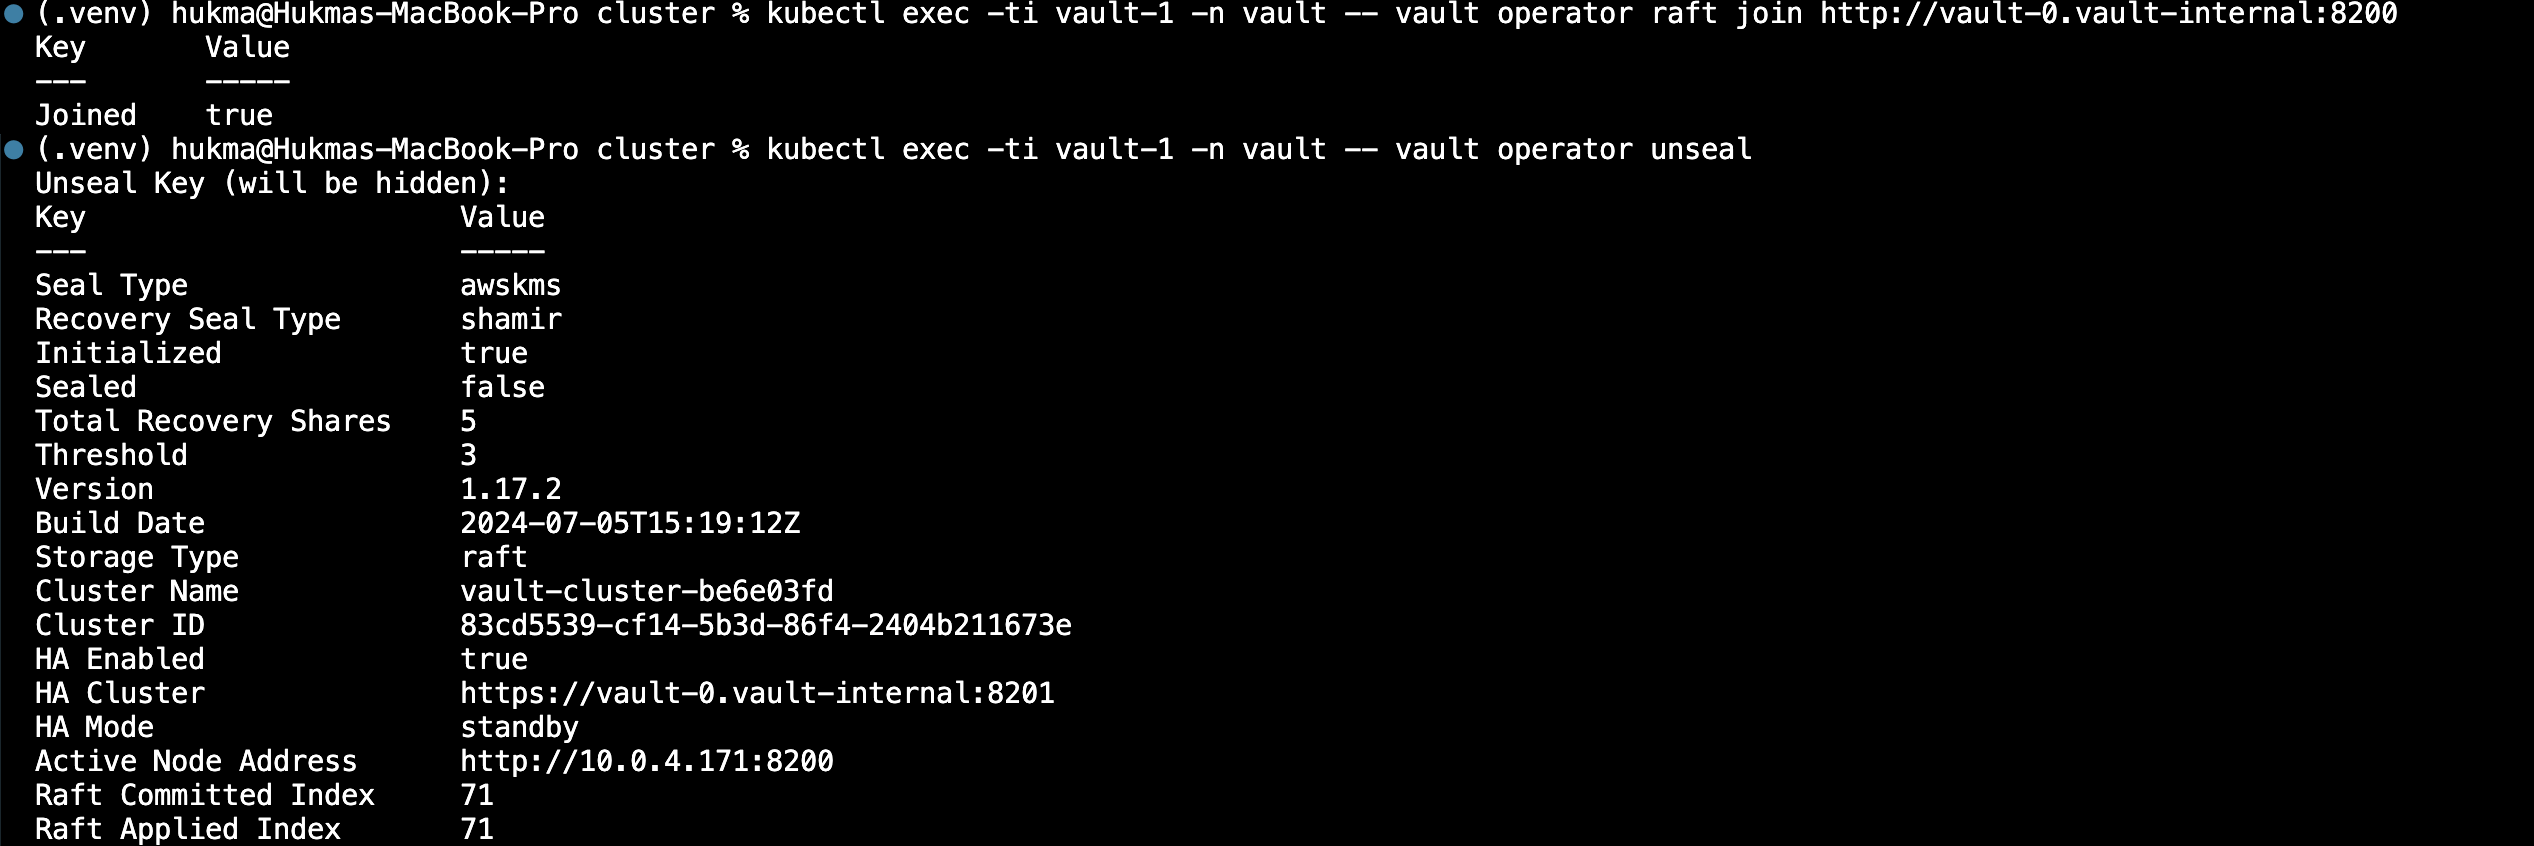 (.venv) hukma@Hukmas-MacBook-Pro cluster % kubectl exec -ti vault-1 -n vault -- vault operator raft join http://vault-0.vault-internal:8200
Key       Value
---       -----
Joined    true
(.venv) hukma@Hukmas-MacBook-Pro cluster % kubectl exec -ti vault-1 -n vault -- vault operator unseal
Unseal Key (will be hidden):
Key                      Value
---                      -----
Seal Type                awskms
Recovery Seal Type       shamir
Initialized              true
Sealed                   false
Total Recovery Shares    5
Threshold                3
Version                  1.17.2
Build Date               2024-07-05T15:19:12Z
Storage Type             raft
Cluster Name             vault-cluster-be6e03fd
Cluster ID               83cd5539-cf14-5b3d-86f4-2404b211673e
HA Enabled               true
HA Cluster               https://vault-0.vault-internal:8201
HA Mode                  standby
Active Node Address      http://10.0.4.171:8200
Raft Committed Index     71
Raft Applied Index       71